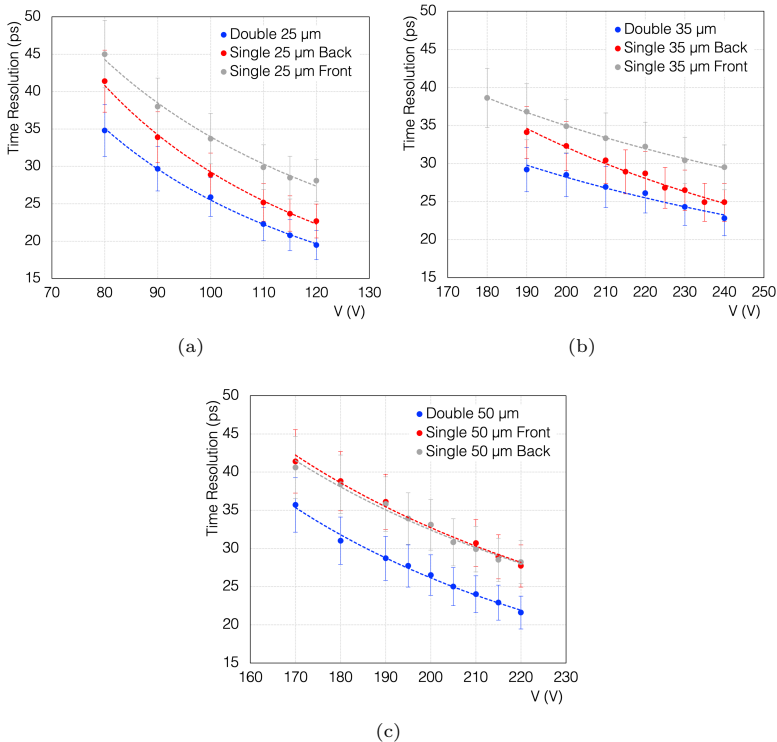 Time Resolution (ps)
50
45
40
35
30
25
20
15
70 80 90 100 110 120 130
V (V)
Double 25 µm
Single 25 µm Back
Single 25 µm Front
(a)
Time Resolution (ps)
50
45
40
35
30
25
20
15
170 180 190 200 210 220 230 240 250
V (V)
Double 35 µm
Single 35 µm Back
Single 35 µm Front
(b)
Time Resolution (ps)
50
45
40
35
30
25
20
15
160 170 180 190 200 210 220 230
V (V)
Double 50 µm
Single 50 µm Front
Single 50 µm Back
(c)